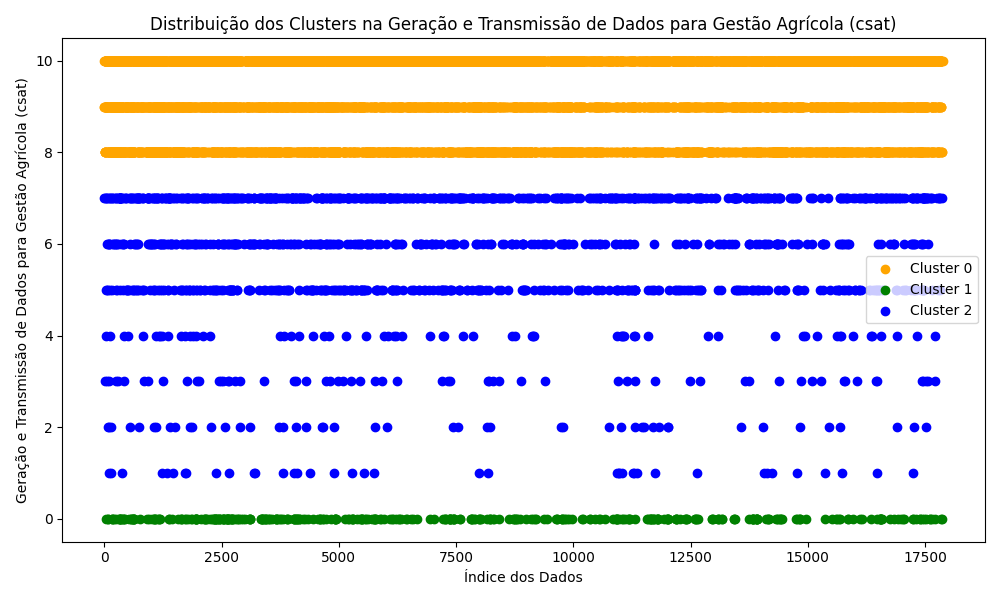 Distribuição dos Clusters na Geração e Transmissão de Dados para Gestão Agrícola (csat)
Geração e Transmissão de Dados para Gestão Agrícola (csat)
10
8
6
4
2
0
Cluster 0
Cluster 1
Cluster 2
0 2500 5000 7500 10000 12500 15000 17500
Índice dos Dados